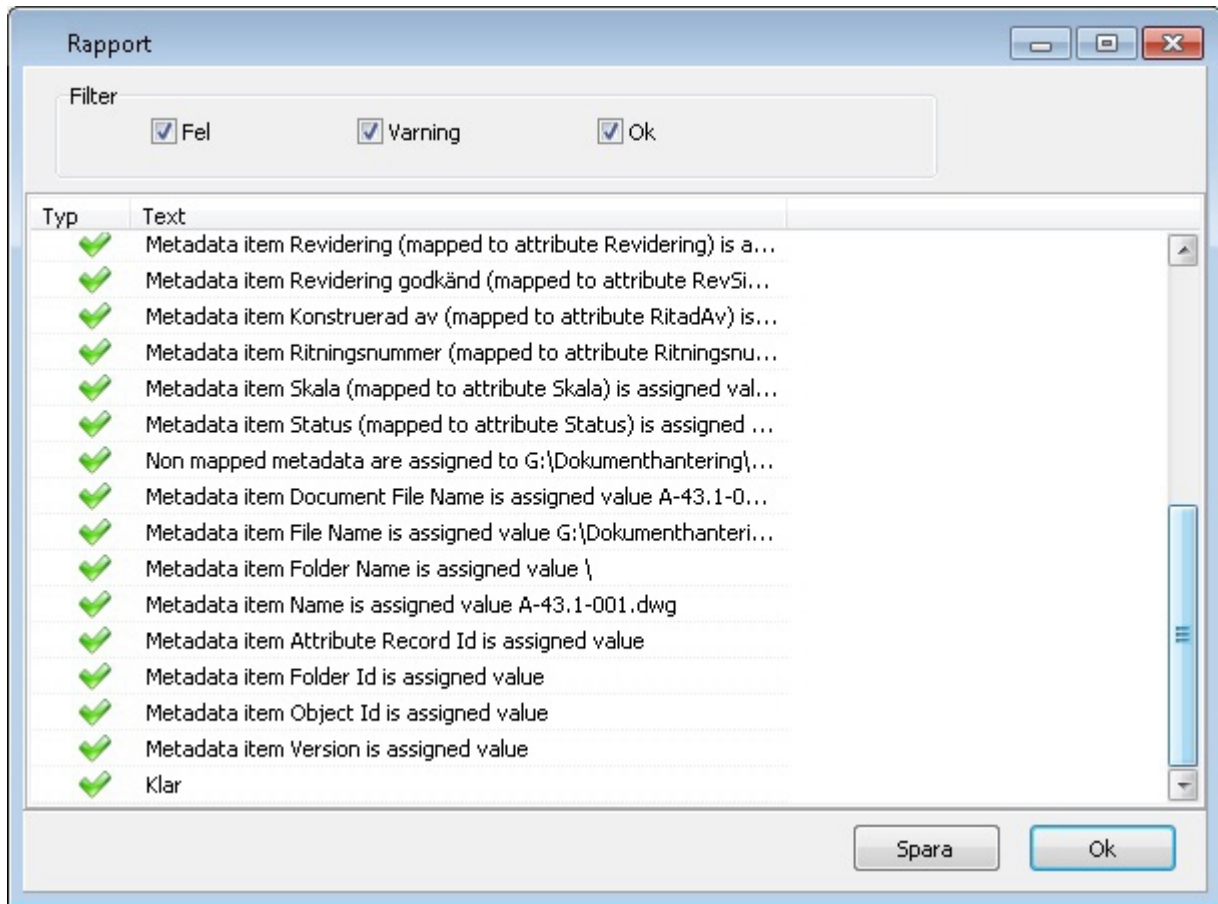 Rapport
Filter
Fel Varning Ok
Typ Text
Metadata item Revidering (mapped to attribute Revidering) is a...
Metadata item Revidering godkänd (mapped to attribute RevSi...
Metadata item Konstruerad av (mapped to attribute RitadAv) is...
Metadata item Ritningsnummer (mapped to attribute Ritningsnu...
Metadata item Skala (mapped to attribute Skala) is assigned val...
Metadata item Status (mapped to attribute Status) is assigned ...
Non mapped metadata are assigned to G:\Dokumenthantering\...
Metadata item Document File Name is assigned value A-43.1-0...
Metadata item File Name is assigned value G:\Dokumenthanteri...
Metadata item Folder Name is assigned value \
Metadata item Name is assigned value A-43.1-001.dwg
Metadata item Attribute Record Id is assigned value
Metadata item Folder Id is assigned value
Metadata item Object Id is assigned value
Metadata item Version is assigned value
Klar
Spara Ok